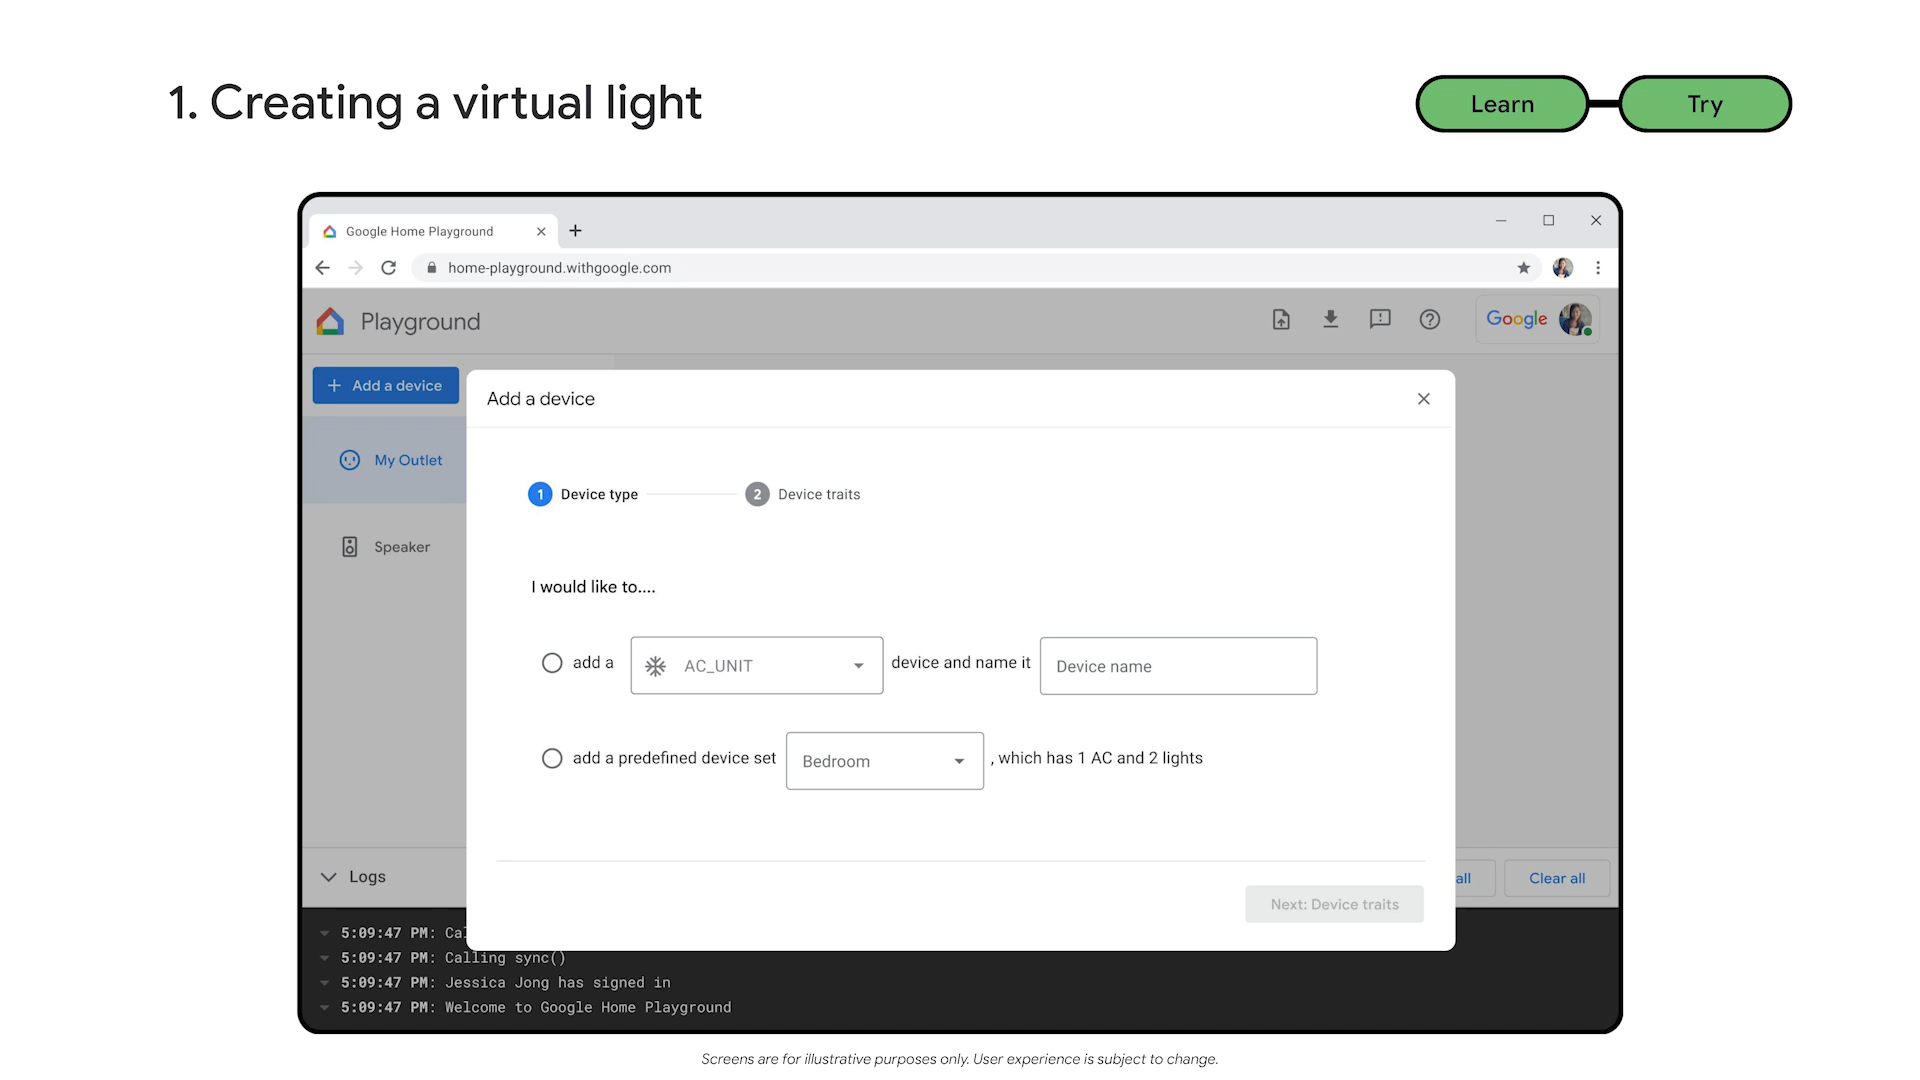 1. Creating a virtual light
Learn
Try
Google Home Playground
home-playground.withgoogle.com
Playground
Google
Add a device
Add a device
My Outlet
1 Device type
2 Device traits
Speaker
I would like to....
add a AC_UNIT device and name it Device name
add a predefined device set Bedroom , which has 1 AC and 2 lights
Logs
all
Clear all
Next: Device traits
5:09:47 PM: Cal
5:09:47 PM: Calling sync()
5:09:47 PM: Jessica Jong has signed in
5:09:47 PM: Welcome to Google Home Playground
Screens are for illustrative purposes only. User experience is subject to change.